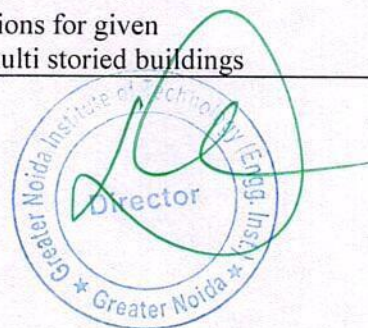 ions for given
ulti storied buildings
Greater Noida Institute of Technology (Engg. Inst.)
Director
★ Greater Noida ★